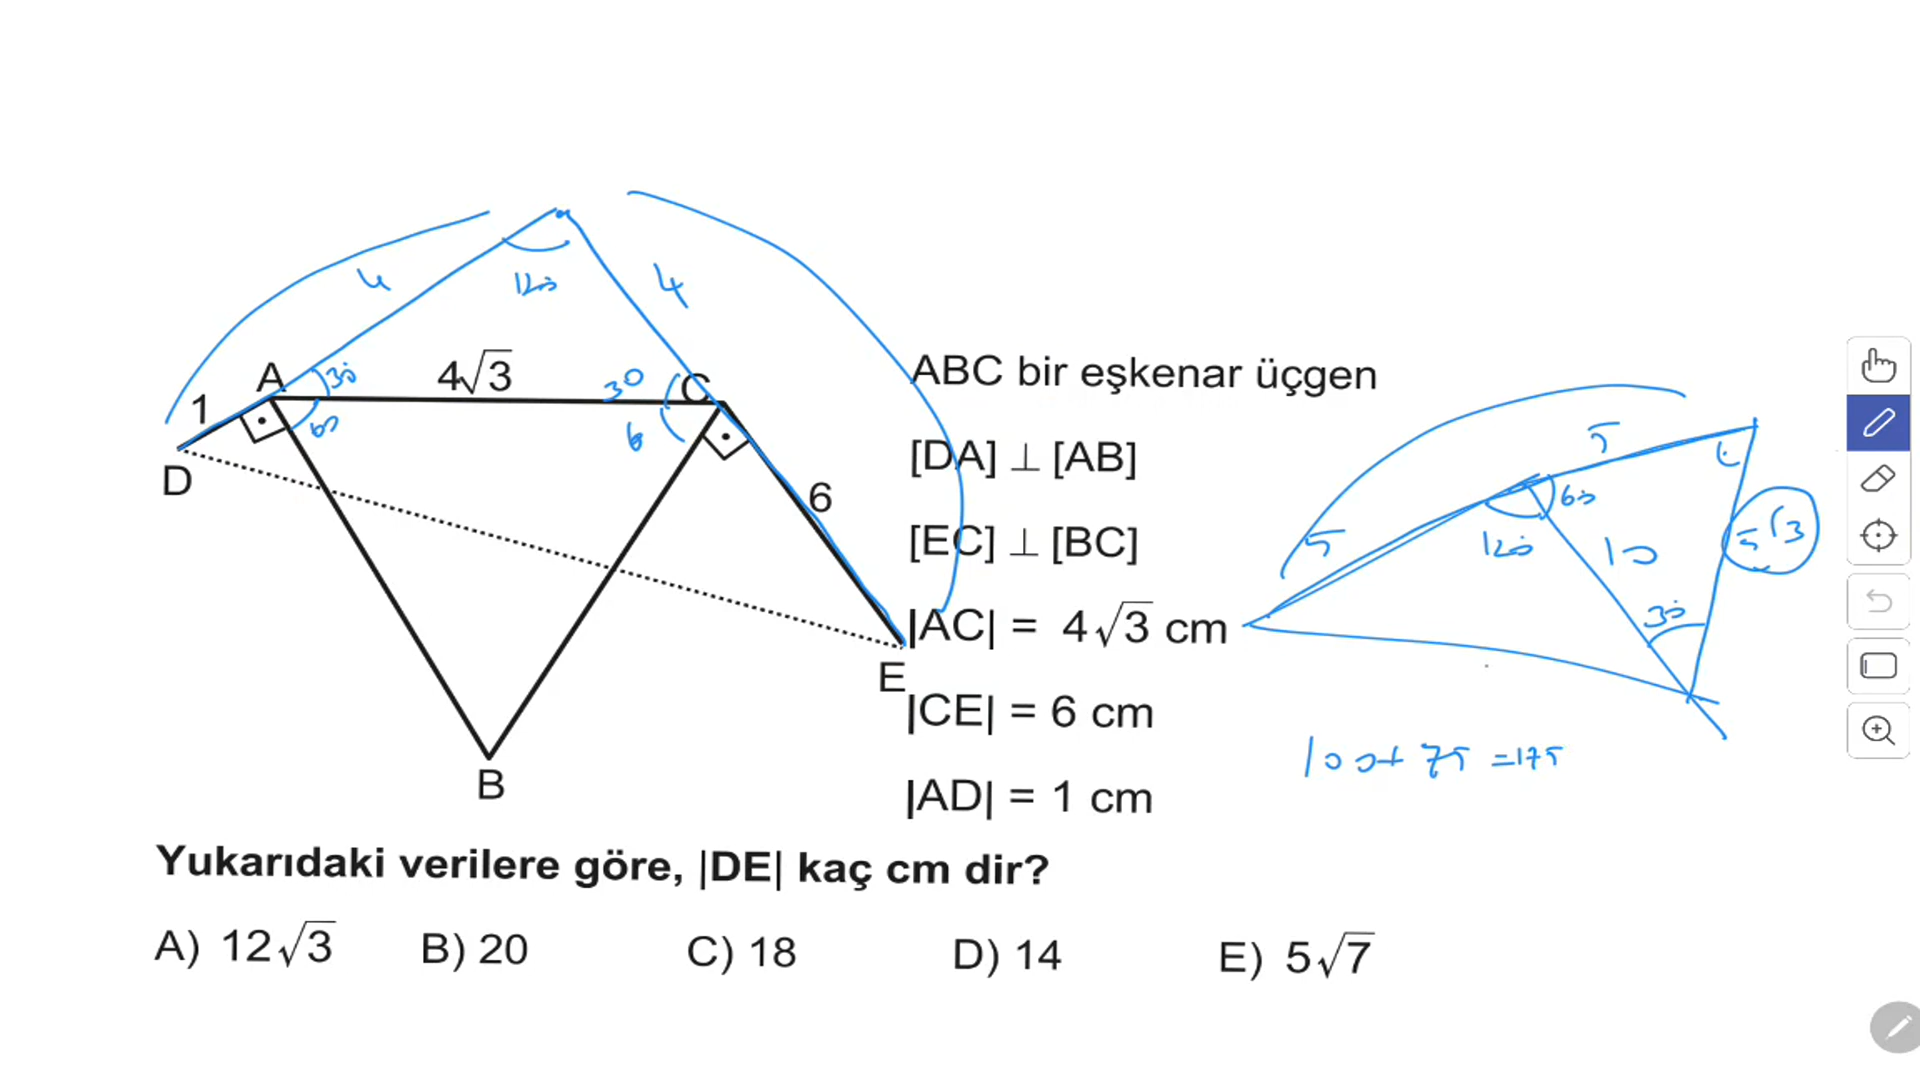 4
120
4
A
30
4√3
30
C
1
60
6
D
6
E
B
ABC bir eşkenar üçgen
[DA] ⊥ [AB]
[EC] ⊥ [BC]
|AC| = 4√3 cm
|CE| = 6 cm
|AD| = 1 cm
5
60
5
120
10
5√3
30
100+75=175
Yukarıdaki verilere göre, |DE| kaç cm dir?
A) 12√3 B) 20 C) 18 D) 14 E) 5√7